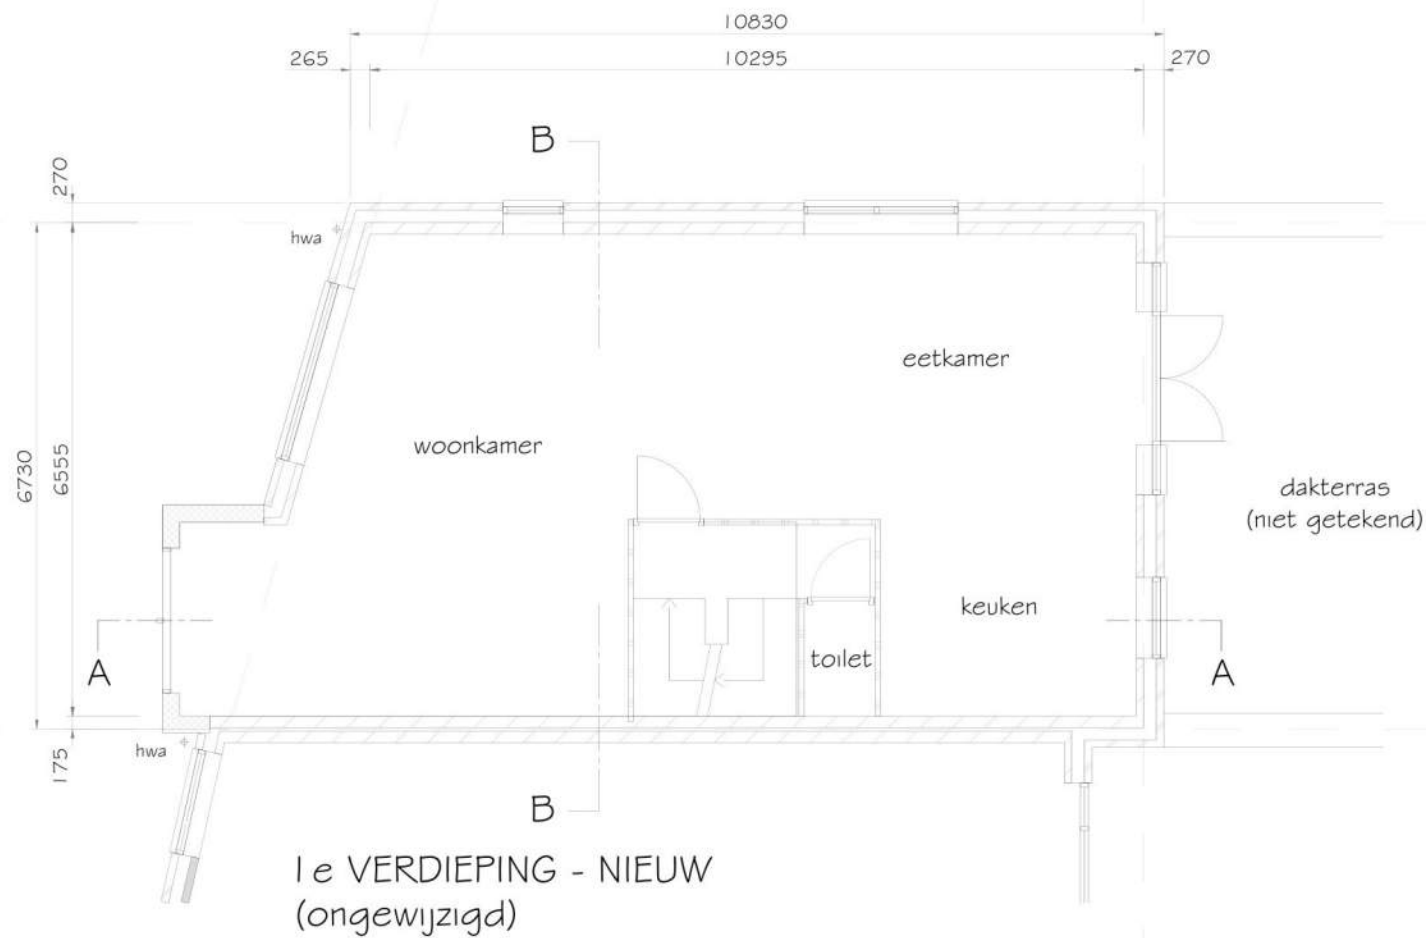 10830
265
10295
270
B
270
hwa
eetkamer
woonkamer
6730
6555
dakterras
(niet getekend)
keuken
toilet
A
A
hwa
175
B
1e VERDIEPING - NIEUW
(ongewijzigd)